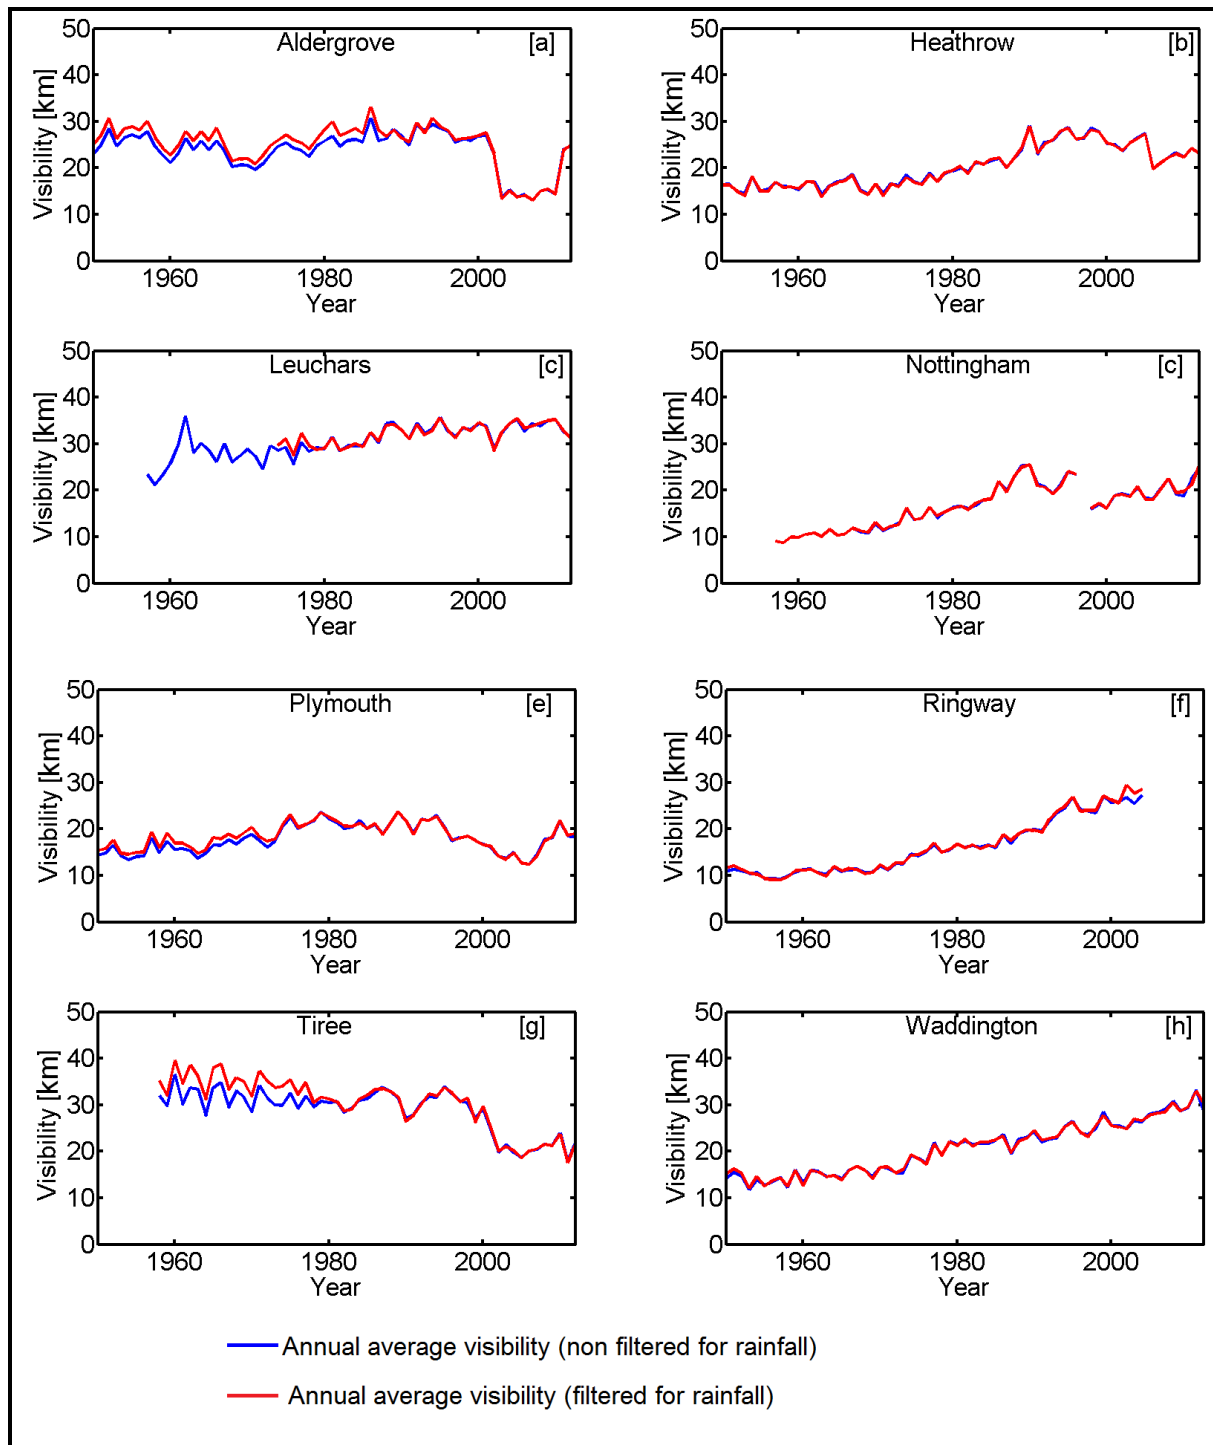 Aldergrove [a]
Visibility [km]
50
40
30
20
10
0
1960 1980 2000
Year
Heathrow [b]
Visibility [km]
50
40
30
20
10
0
1960 1980 2000
Year
Leuchars [c]
Visibility [km]
50
40
30
20
10
0
1960 1980 2000
Year
Nottingham [c]
Visibility [km]
50
40
30
20
10
0
1960 1980 2000
Year
Plymouth [e]
Visibility [km]
50
40
30
20
10
0
1960 1980 2000
Year
Ringway [f]
Visibility [km]
50
40
30
20
10
0
1960 1980 2000
Year
Tiree [g]
Visibility [km]
50
40
30
20
10
0
1960 1980 2000
Year
Waddington [h]
Visibility [km]
50
40
30
20
10
0
1960 1980 2000
Year
Annual average visibility (non filtered for rainfall)
Annual average visibility (filtered for rainfall)